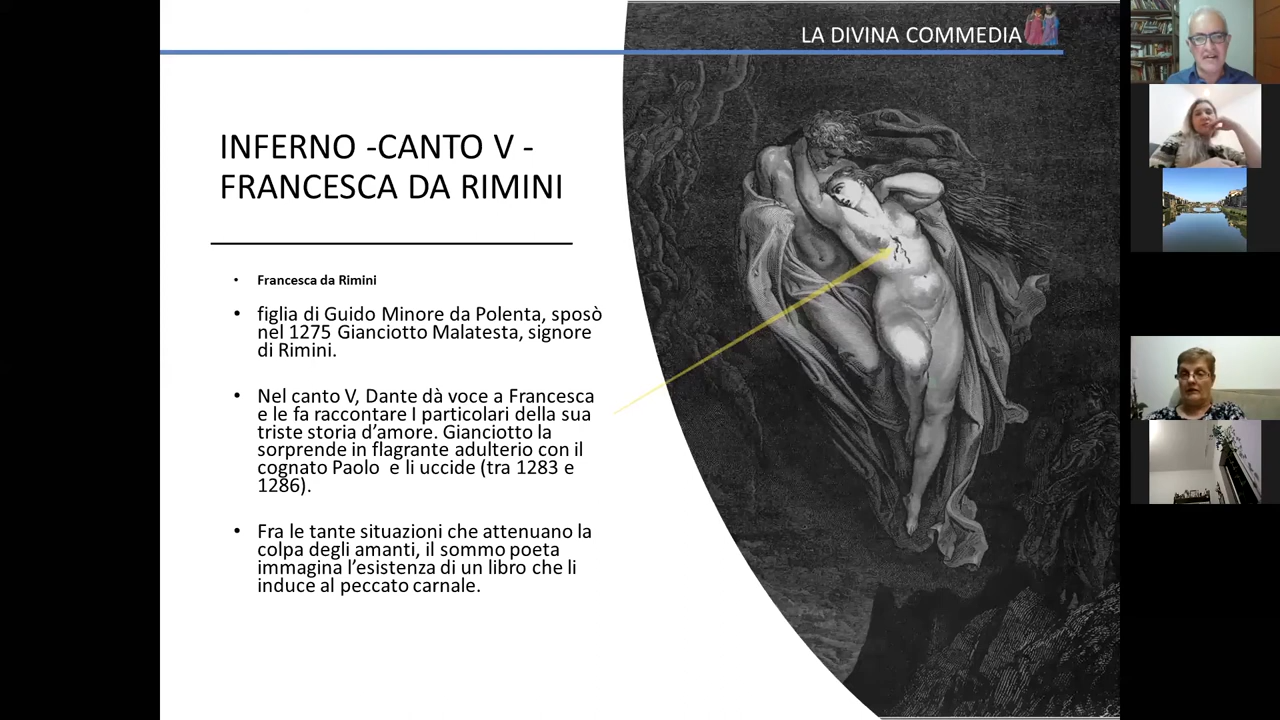 LA DIVINA COMMEDIA
INFERNO -CANTO V -
FRANCESCA DA RIMINI
• Francesca da Rimini
• figlia di Guido Minore da Polenta, sposò
nel 1275 Gianciotto Malatesta, signore
di Rimini.
• Nel canto V, Dante dà voce a Francesca
e le fa raccontare I particolari della sua
triste storia d’amore. Gianciotto la
sorprende in flagrante adulterio con il
cognato Paolo e li uccide (tra 1283 e
1286).
• Fra le tante situazioni che attenuano la
colpa degli amanti, il sommo poeta
immagina l’esistenza di un libro che li
induce al peccato carnale.